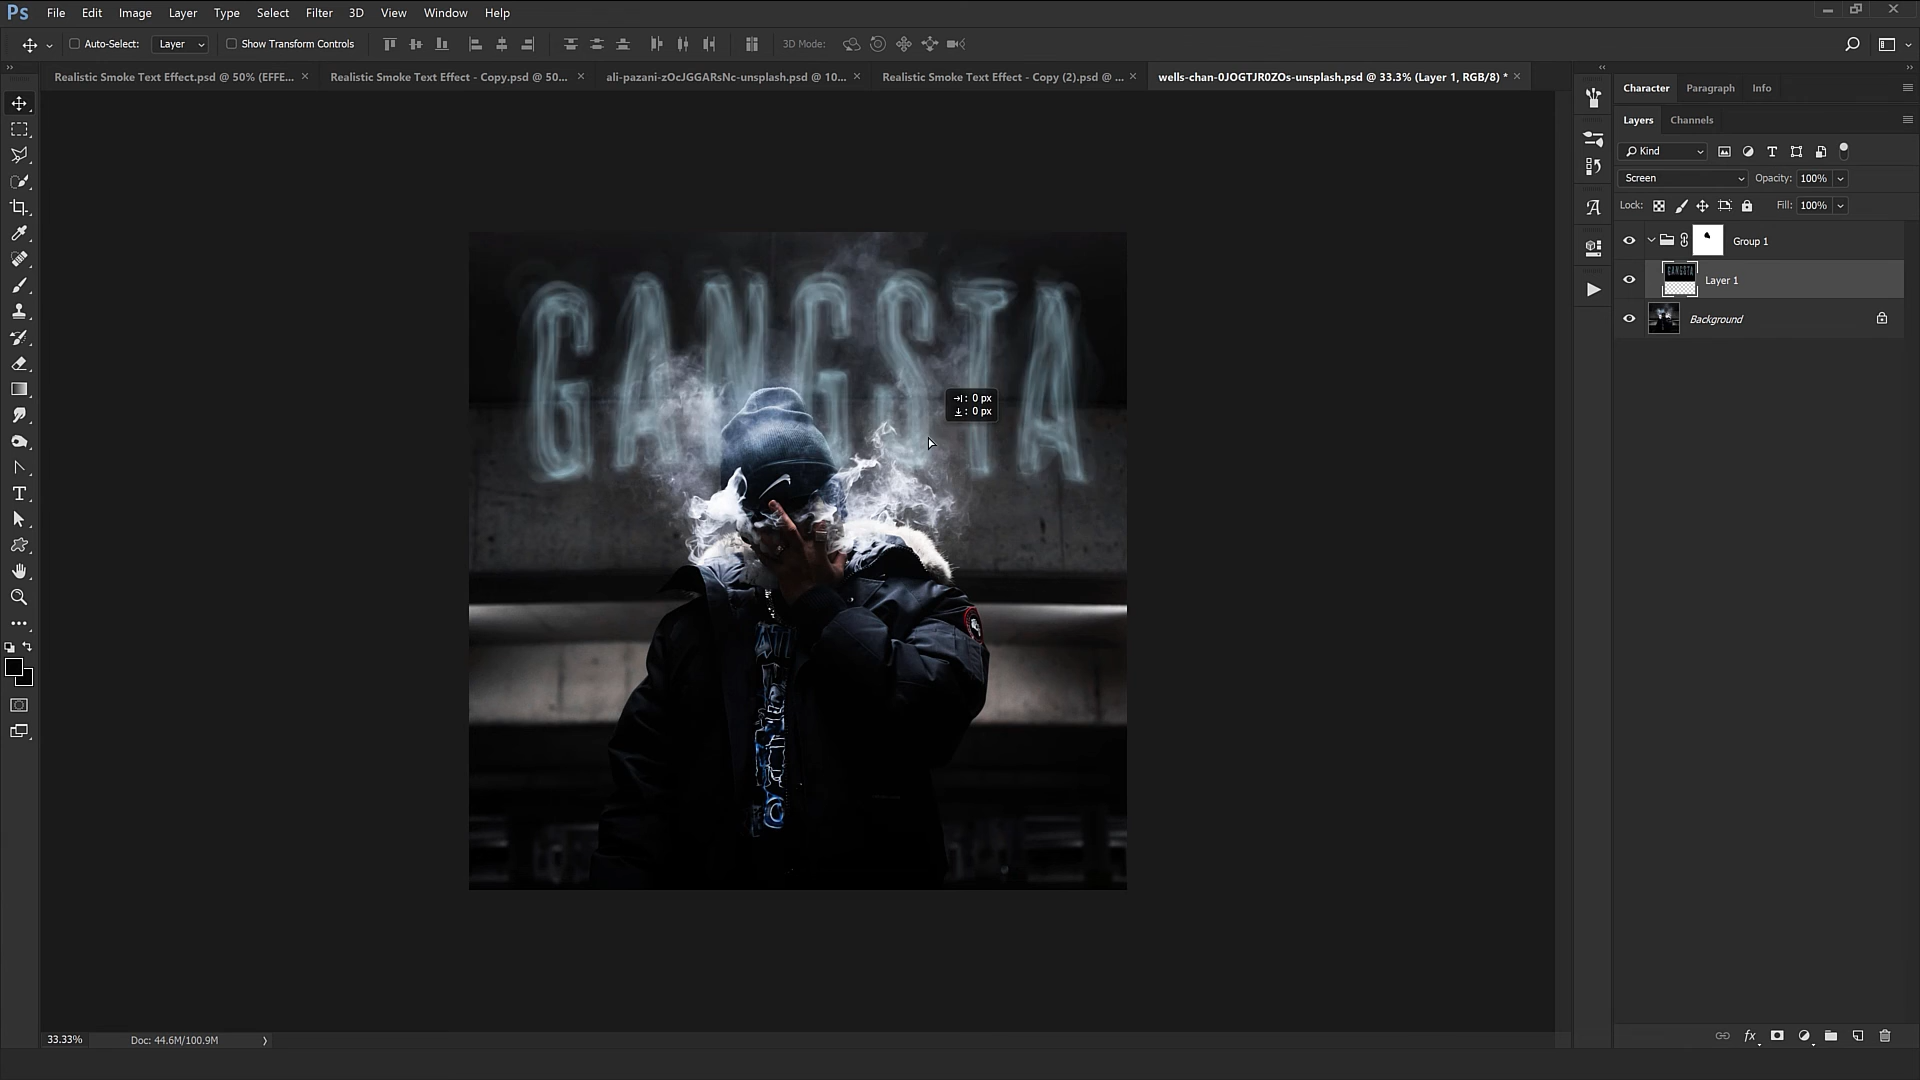 Ps File Edit Image Layer Type Select Filter 3D View Window Help
Auto-Select: Layer Show Transform Controls 3D Mode:
Realistic Smoke Text Effect.psd @ 50% (EFFE... × Realistic Smoke Text Effect - Copy.psd @ 50... × ali-pazani-zOcJGGARsNc-unsplash.psd @ 10... × Realistic Smoke Text Effect - Copy (2).psd @ ... × wells-chan-0JOGTJR0ZOs-unsplash.psd @ 33.3% (Layer 1, RGB/8) * ×
Character Paragraph Info
Layers Channels
Kind
Screen Opacity: 100%
Lock: Fill: 100%
Group 1
GANGSTA
Layer 1
Background
GANGSTA
: 0 px
: 0 px
33.33% Doc: 44.6M/100.9M
fx